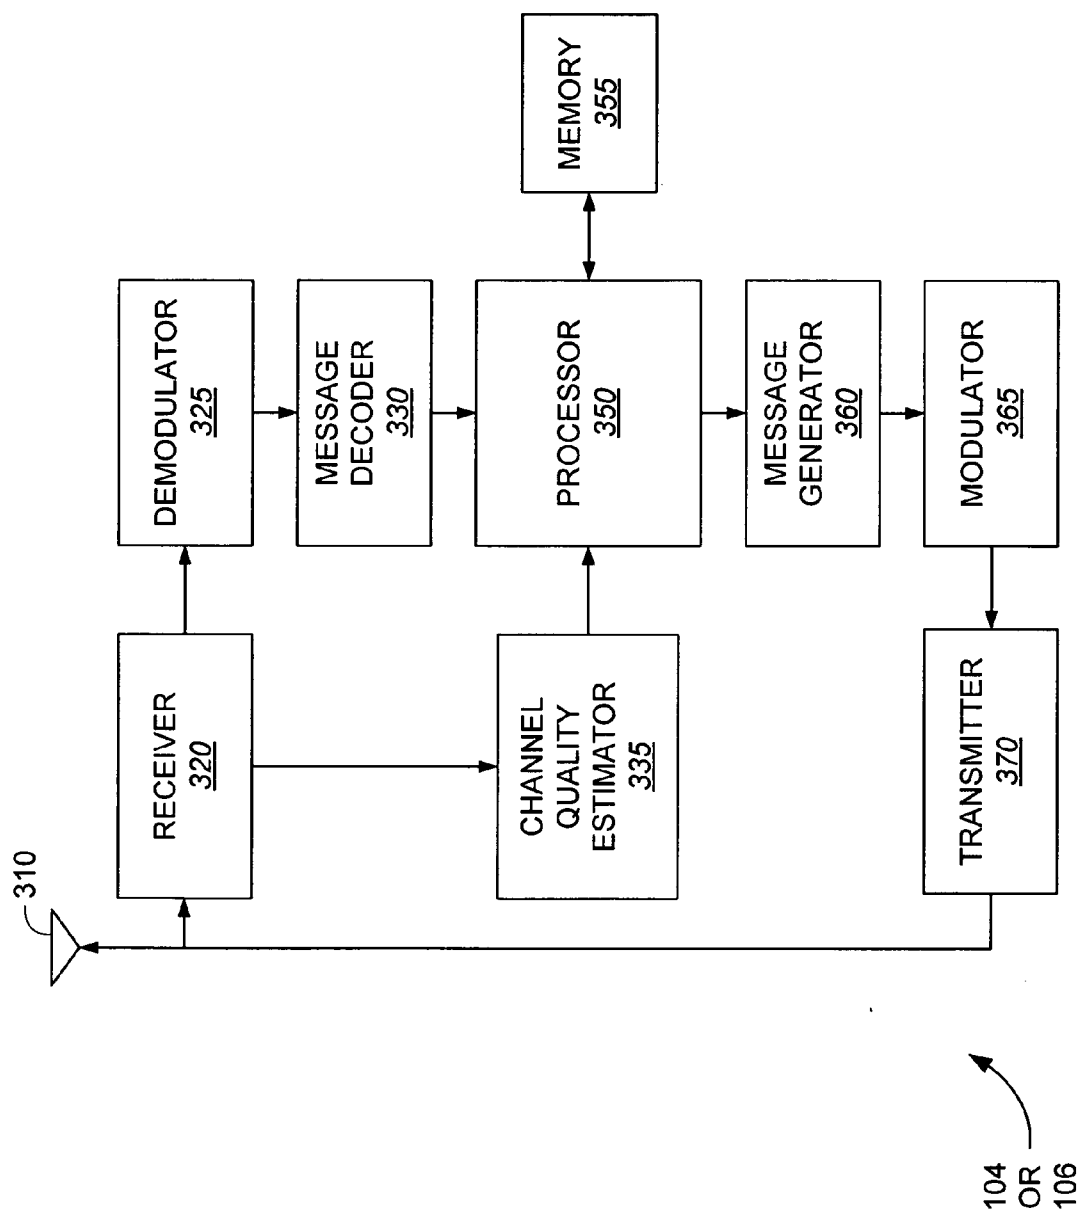 310
RECEIVER
320
DEMODULATOR
325
MESSAGE
DECODER
330
CHANNEL
QUALITY
ESTIMATOR
335
PROCESSOR
350
MEMORY
355
MESSAGE
GENERATOR
360
TRANSMITTER
370
MODULATOR
365
104
OR
106